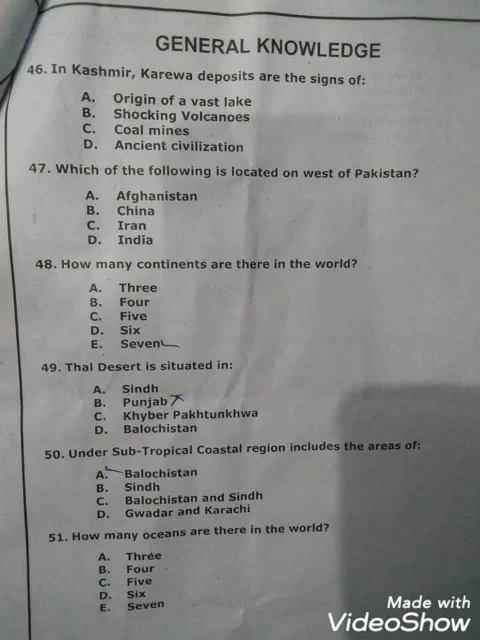 GENERAL KNOWLEDGE
46. In Kashmir, Karewa deposits are the signs of:
A. Origin of a vast lake
B. Shocking Volcanoes
C. Coal mines
D. Ancient civilization
47. Which of the following is located on west of Pakistan?
A. Afghanistan
B. China
C. Iran
D. India
48. How many continents are there in the world?
A. Three
B. Four
C. Five
D. Six
E. Seven
49. Thal Desert is situated in:
A. Sindh
B. Punjab
C. Khyber Pakhtunkhwa
D. Balochistan
50. Under Sub-Tropical Coastal region includes the areas of:
A. Balochistan
B. Sindh
C. Balochistan and Sindh
D. Gwadar and Karachi
51. How many oceans are there in the world?
A. Three
B. Four
C. Five
D. Six
E. Seven
Made with
VideoShow